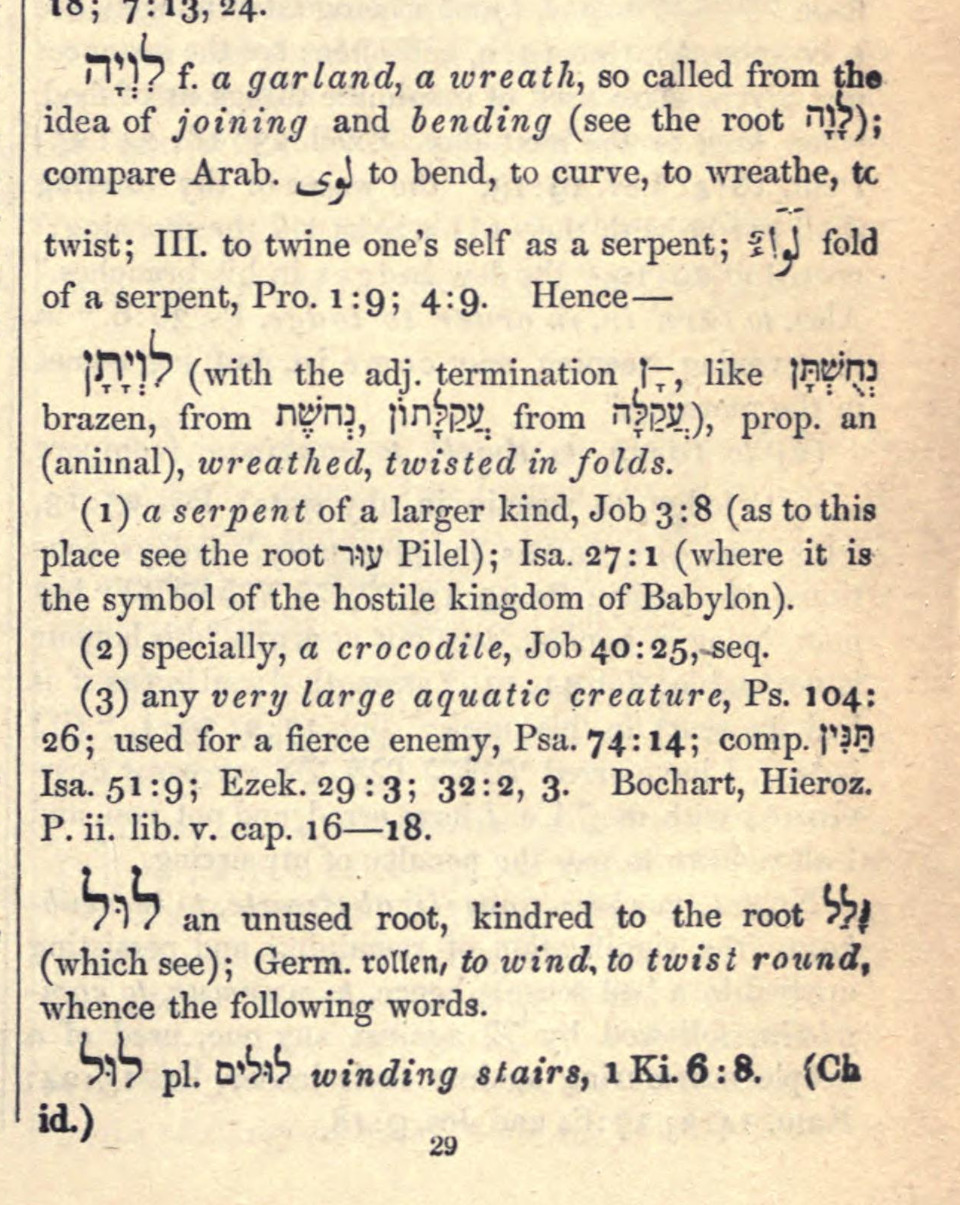 18; 7:13, 24.
לִוְיָה f. a garland, a wreath, so called from the
idea of joining and bending (see the root לָוָה);
compare Arab. لوى to bend, to curve, to wreathe, tc
twist; III. to twine one's self as a serpent; fold
of a serpent, Pro. 1:9; 4:9. Hence—
לִוְיָתָן (with the adj. termination ־ָן, like נְחֻשְׁתָּן
brazen, from נְחשֶׁת, עֲקַלָּתוֹן from עֲקַלָּה), prop. an
(animal), wreathed, twisted in folds.
(1) a serpent of a larger kind, Job 3:8 (as to this
place see the root עוּר Pilel); Isa. 27:1 (where it is
the symbol of the hostile kingdom of Babylon).
(2) specially, a crocodile, Job 40:25, seq.
(3) any very large aquatic creature, Ps. 104:
26; used for a fierce enemy, Psa. 74:14; comp. תַּנִּין
Isa. 51:9; Ezek. 29:3; 32:2, 3. Bochart, Hieroz.
P. ii. lib. v. cap. 16—18.
לוּל an unused root, kindred to the root גָּלַל
(which see); Germ. rollen, to wind, to twist round,
whence the following words.
לוּל pl. לוּלִים winding stairs, 1 Ki. 6:8. (Ch
id.)
29